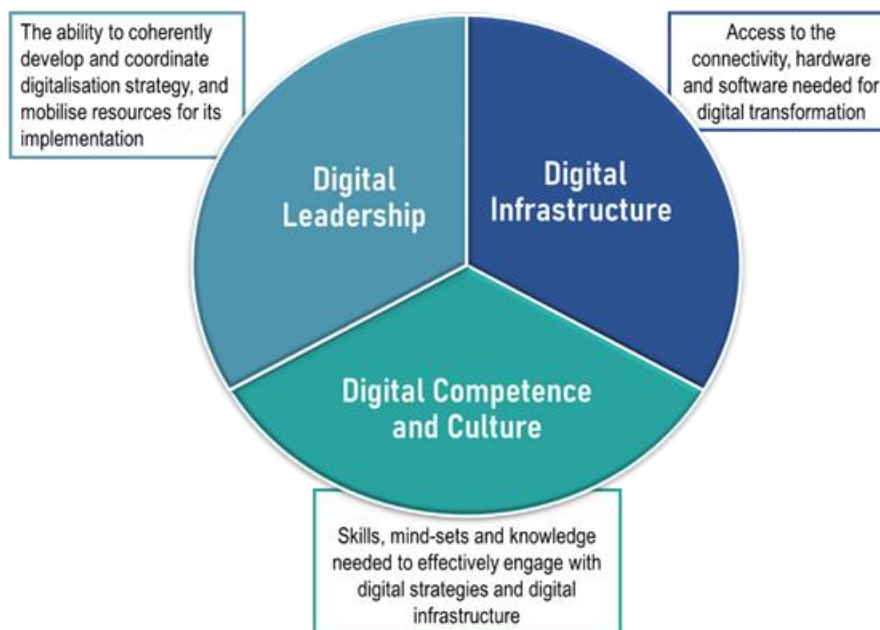 The ability to coherently
develop and coordinate
digitalisation strategy, and
mobilise resources for its
implementation
Access to the
connectivity, hardware
and software needed for
digital transformation
Digital
Leadership
Digital
Infrastructure
Digital Competence
and Culture
Skills, mind-sets and knowledge
needed to effectively engage with
digital strategies and digital
infrastructure